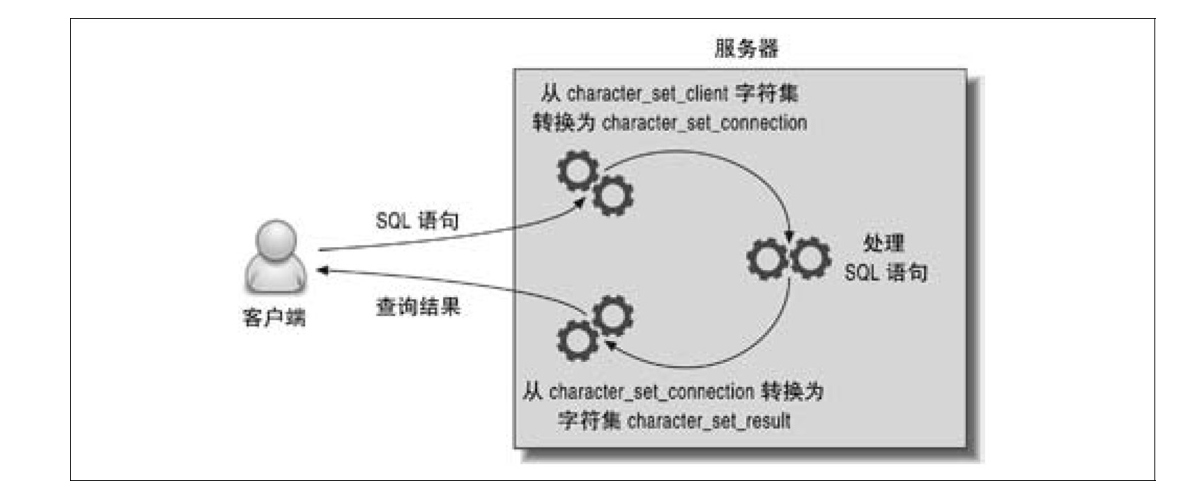 服务器
从 character_set_client 字符集
转换为 character_set_connection
SQL 语句
处理
SQL 语句
查询结果
客户端
从 character_set_connection 转换为
字符集 character_set_result